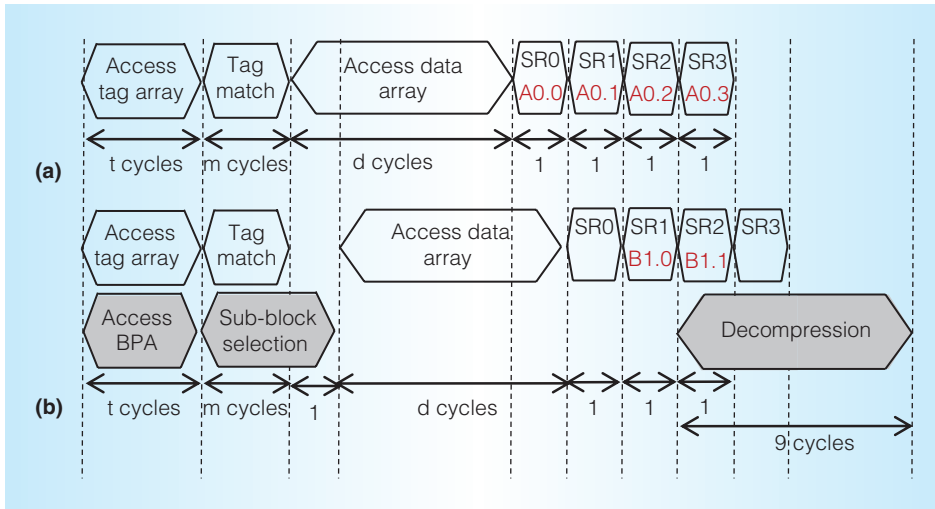 Access
tag array
Tag
match
Access data
array
SR0
A0.0
SR1
A0.1
SR2
A0.2
SR3
A0.3
t cycles
m cycles
d cycles
1
1
1
1
(a)
Access
tag array
Tag
match
Access data
array
SR0
SR1
B1.0
SR2
B1.1
SR3
Access
BPA
Sub-block
selection
Decompression
t cycles
m cycles
1
d cycles
1
1
1
(b)
9 cycles